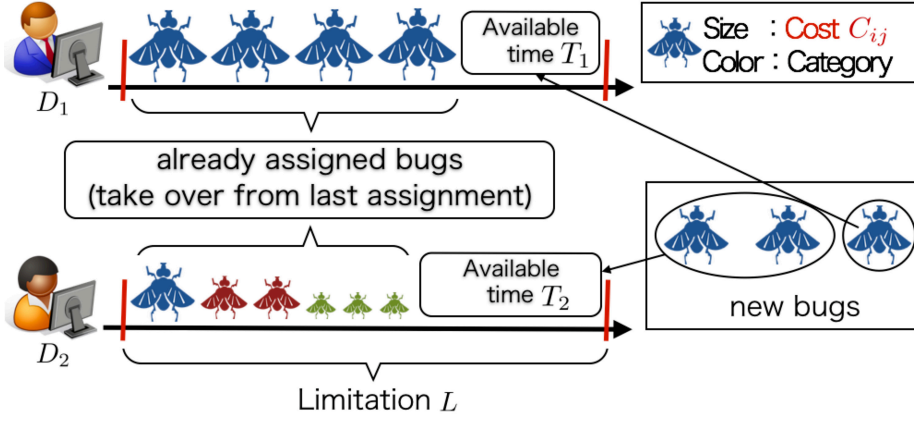 Available
time T₁
Size : Cost Cᵢⱼ
Color : Category
D₁
already assigned bugs
(take over from last assignment)
Available
time T₂
new bugs
D₂
Limitation L